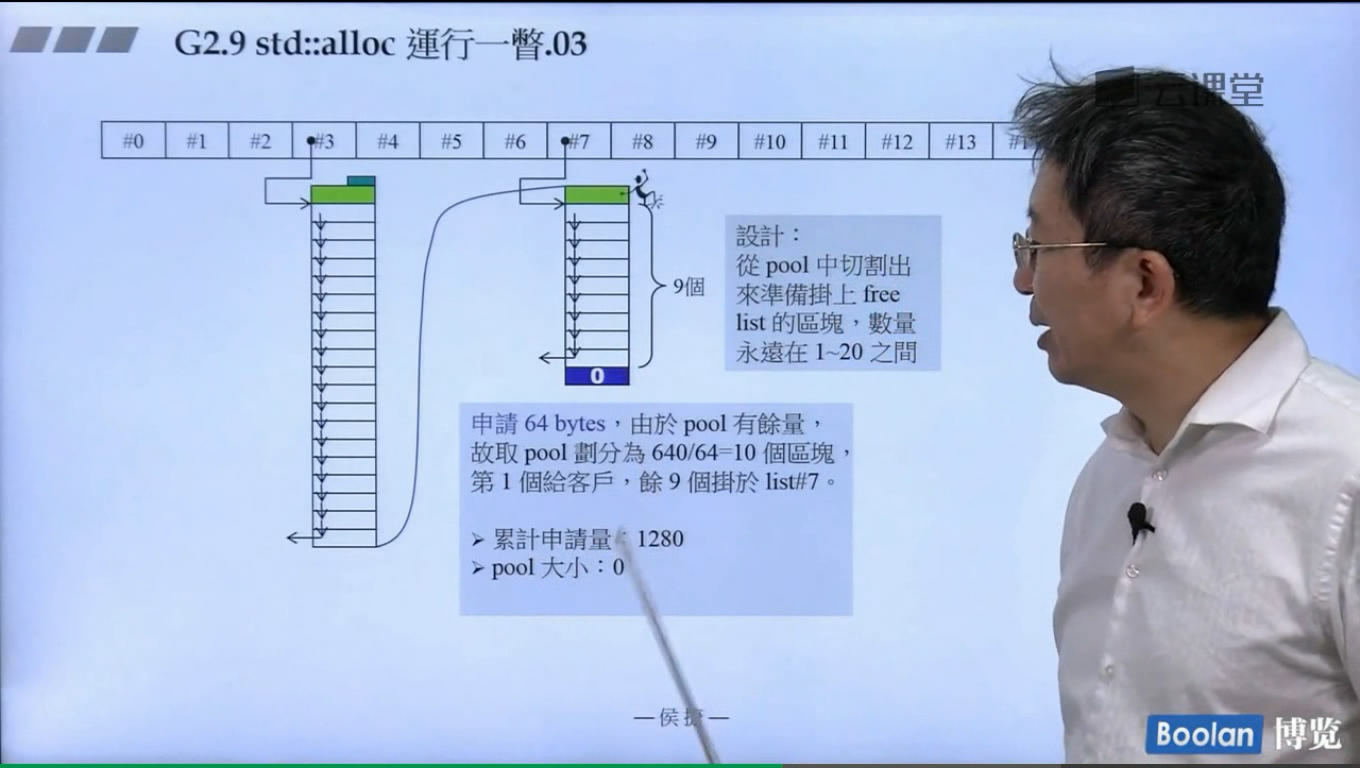 G2.9 std::alloc 運行一瞥.03
云课堂
#0 #1 #2 #3 #4 #5 #6 #7 #8 #9 #10 #11 #12 #13
9個
0
設計：
從 pool 中切割出
來準備掛上 free
list 的區塊，數量
永遠在 1~20 之間
申請 64 bytes，由於 pool 有餘量，
故取 pool 劃分為 640/64=10 個區塊，
第 1 個給客戶，餘 9 個掛於 list#7。
➢ 累計申請量：1280
➢ pool 大小：0
—侯捷—
Boolan 博览